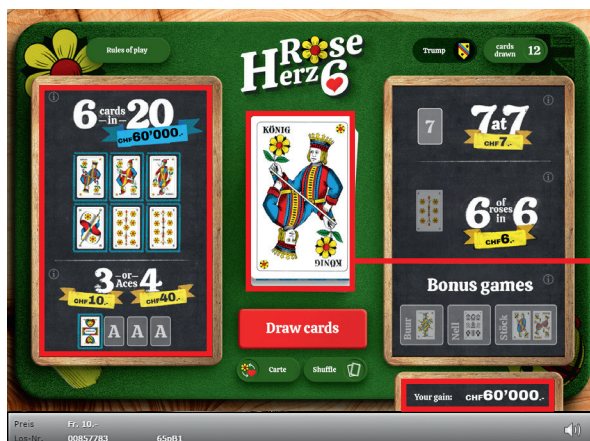 Rules of play
Rose
Herz 6
Trump
cards drawn 12
6 cards in 20
CHF 60'000.-
KÖNIG
KÖNIG
3 or 4
Aces
CHF 10.-
CHF 40.-
A A A
Draw cards
Carte
Shuffle
7
7 at 7
CHF 7.-
6 of roses in 6
CHF 6.-
Bonus games
Buur
Nell
Stöck
Your gain: CHF 60'000.-
Preis Fr. 10.-
Los-Nr. 00857783 65pB1